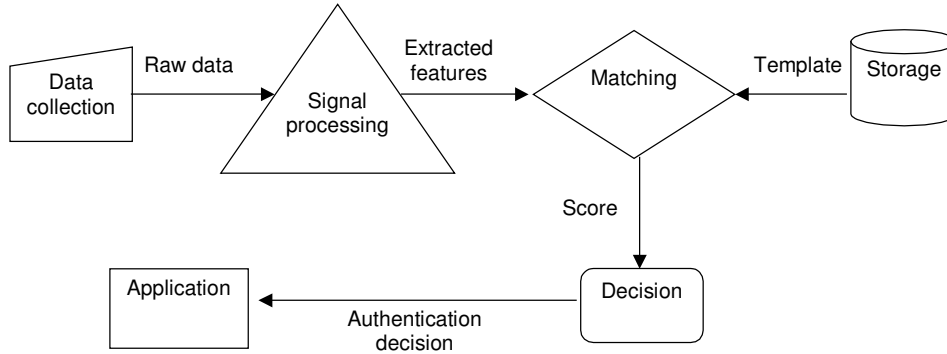 Data
collection
Raw data
Signal
processing
Extracted
features
Matching
Template
Storage
Score
Decision
Authentication
decision
Application